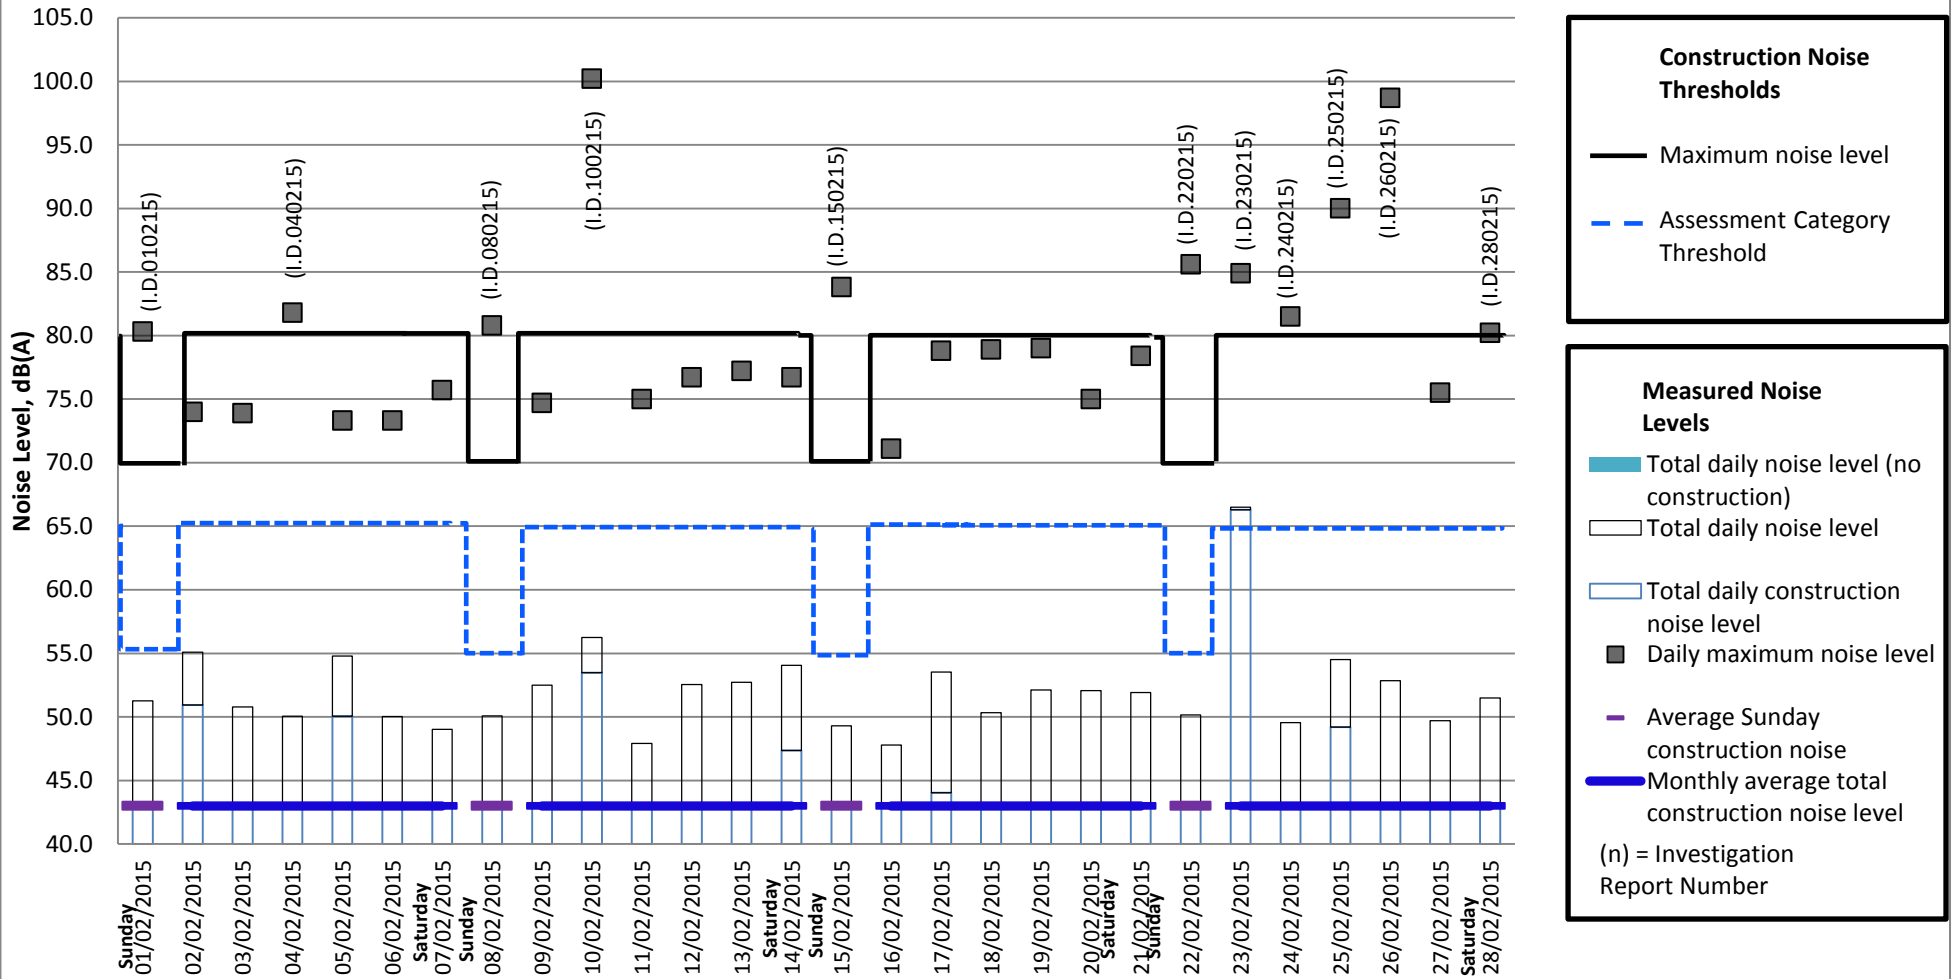 105.0
100.0
95.0
90.0
85.0
80.0
75.0
70.0
65.0
60.0
55.0
50.0
45.0
40.0
Noise Level, dB(A)
(I.D.010215)
(I.D.040215)
(I.D.080215)
(I.D.100215)
(I.D.150215)
(I.D.220215)
(I.D.230215)
(I.D.240215)
(I.D.250215)
(I.D.260215)
(I.D.280215)
Sunday
01/02/2015
02/02/2015
03/02/2015
04/02/2015
05/02/2015
06/02/2015
Saturday
07/02/2015
Sunday
08/02/2015
09/02/2015
10/02/2015
11/02/2015
12/02/2015
13/02/2015
Saturday
14/02/2015
Sunday
15/02/2015
16/02/2015
17/02/2015
18/02/2015
19/02/2015
20/02/2015
Saturday
21/02/2015
Sunday
22/02/2015
23/02/2015
24/02/2015
25/02/2015
26/02/2015
27/02/2015
Saturday
28/02/2015
Construction Noise
Thresholds
Maximum noise level
Assessment Category
Threshold
Measured Noise
Levels
Total daily noise level (no
construction)
Total daily noise level
Total daily construction
noise level
Daily maximum noise level
Average Sunday
construction noise
Monthly average total
construction noise level
(n) = Investigation
Report Number